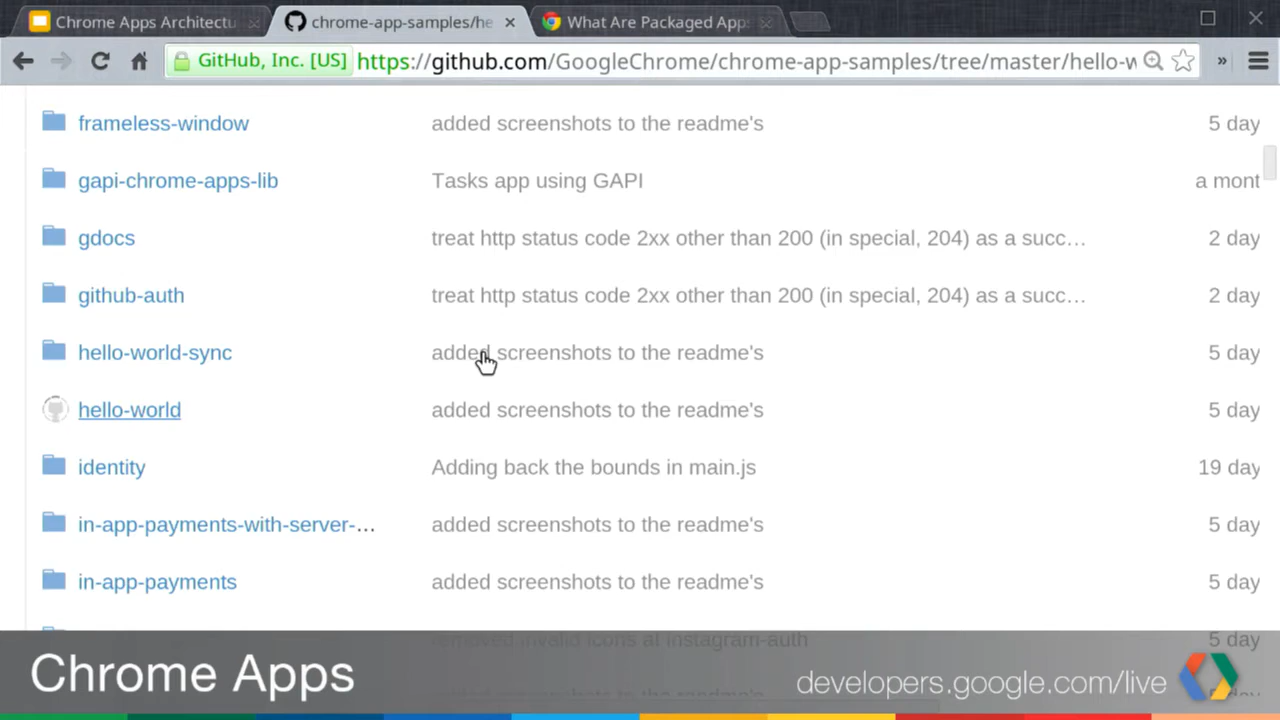 Chrome Apps Architectu
chrome-app-samples/he
What Are Packaged App
GitHub, Inc. [US] https://github.com/GoogleChrome/chrome-app-samples/tree/master/hello-w
frameless-window added screenshots to the readme's 5 day
gapi-chrome-apps-lib Tasks app using GAPI a mont
gdocs treat http status code 2xx other than 200 (in special, 204) as a succ… 2 day
github-auth treat http status code 2xx other than 200 (in special, 204) as a succ… 2 day
hello-world-sync added screenshots to the readme's 5 day
hello-world added screenshots to the readme's 5 day
identity Adding back the bounds in main.js 19 day
in-app-payments-with-server-… added screenshots to the readme's 5 day
in-app-payments added screenshots to the readme's 5 day
removed invalid icons at instagram-auth 5 day
Chrome Apps
developers.google.com/live